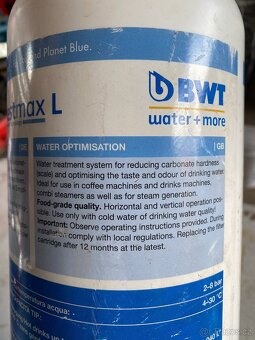 and Planet Blue.
stmax L
BWT
water+more
DE
WATER OPTIMISATION
GB
Water treatment system for reducing carbonate hardness
(scale) and optimising the taste and odour of drinking water.
Ideal for use in coffee machines and drinks machines,
combi steamers as well as for steam generation.
Food-grade quality. Horizontal and vertical operation pos-
sible. Use only with cold water of drinking water quality!
Important: Observe operating instructions provided. During
installation comply with local regulations. Replacing the filter
cartridge after 12 months at the latest.
2-8 bar
4-30 °C